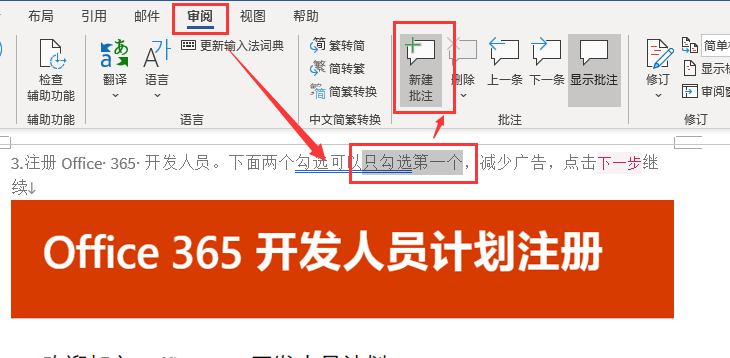 布局 引用 邮件 审阅 视图 帮助
检查
辅助功能
翻译
语言
更新输入法词典
繁 繁转简
简 简转繁
简繁转换
新建
批注
删除
上一条
下一条
显示批注
修订
简单
显示标
审阅窗
辅助功能 语言 中文简繁转换 批注 修订
3.注册 Office· 365· 开发人员。下面两个勾选可以只勾选第一个，减少广告，点击下一步继
续↓
Office 365 开发人员计划注册